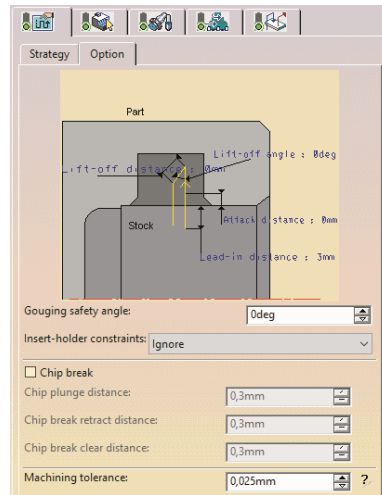 Strategy Option
Part
Lift-off angle : 0deg
Lift-off distance : 0mm
Stock
Attack distance : 0mm
Lead-in distance : 3mm
Gouging safety angle: 0deg
Insert-holder constraints: Ignore
Chip break
Chip plunge distance: 0,3mm
Chip break retract distance: 0,3mm
Chip break clear distance: 0,3mm
Machining tolerance: 0,025mm ?